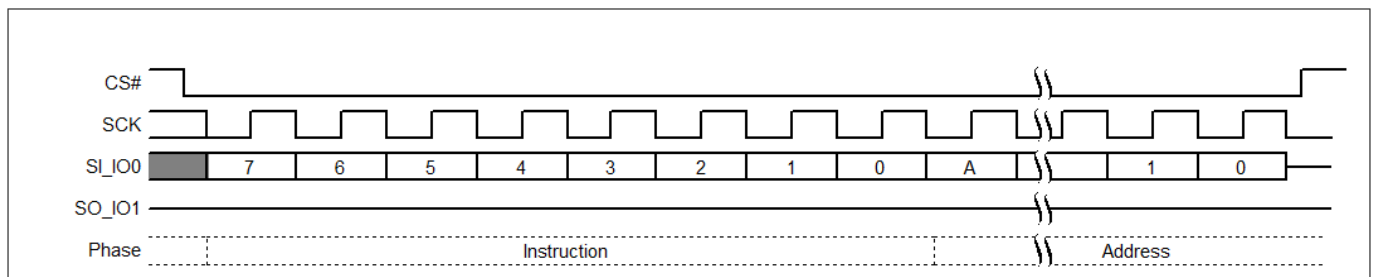 CS#
SCK
SI_IO0 7 6 5 4 3 2 1 0 A 1 0
SO_IO1
Phase Instruction Address